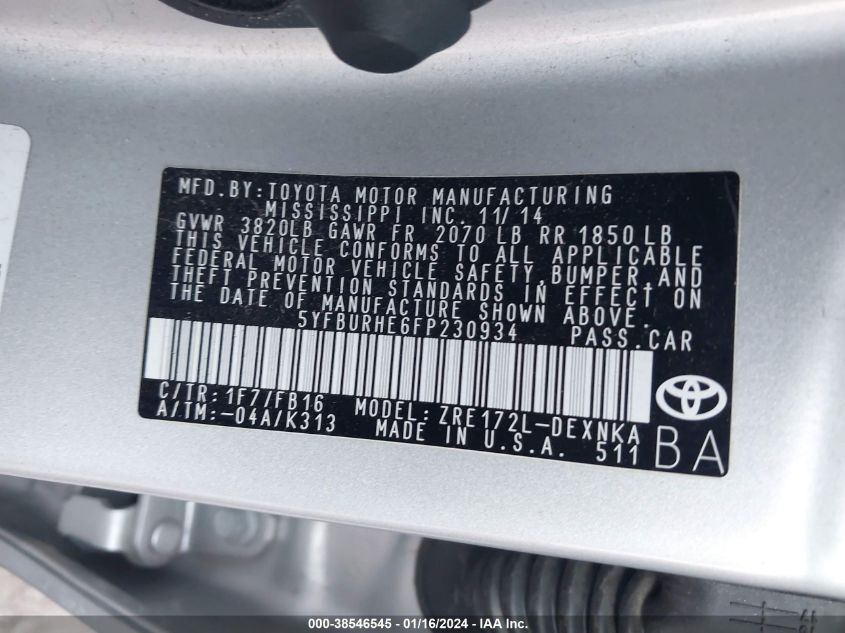 MFD.BY:TOYOTA MOTOR MANUFACTURING
MISSISSIPPI INC. 11/14
GVWR 3820LB GAWR FR 2070 LB RR 1850 LB
THIS VEHICLE CONFORMS TO ALL APPLICABLE
FEDERAL MOTOR VEHICLE SAFETY, BUMPER, AND
THEFT PREVENTION STANDARDS IN EFFECT ON
THE DATE OF MANUFACTURE SHOWN ABOVE.
5YFBURHE6FP230934 PASS.CAR
C/TR: 1F7/FB16 MODEL: ZRE172L-DEXNKA
A/TM:-04A/K313 MADE IN U.S.A. 511
BA
000-38546545 - 01/16/2024 - IAA Inc.